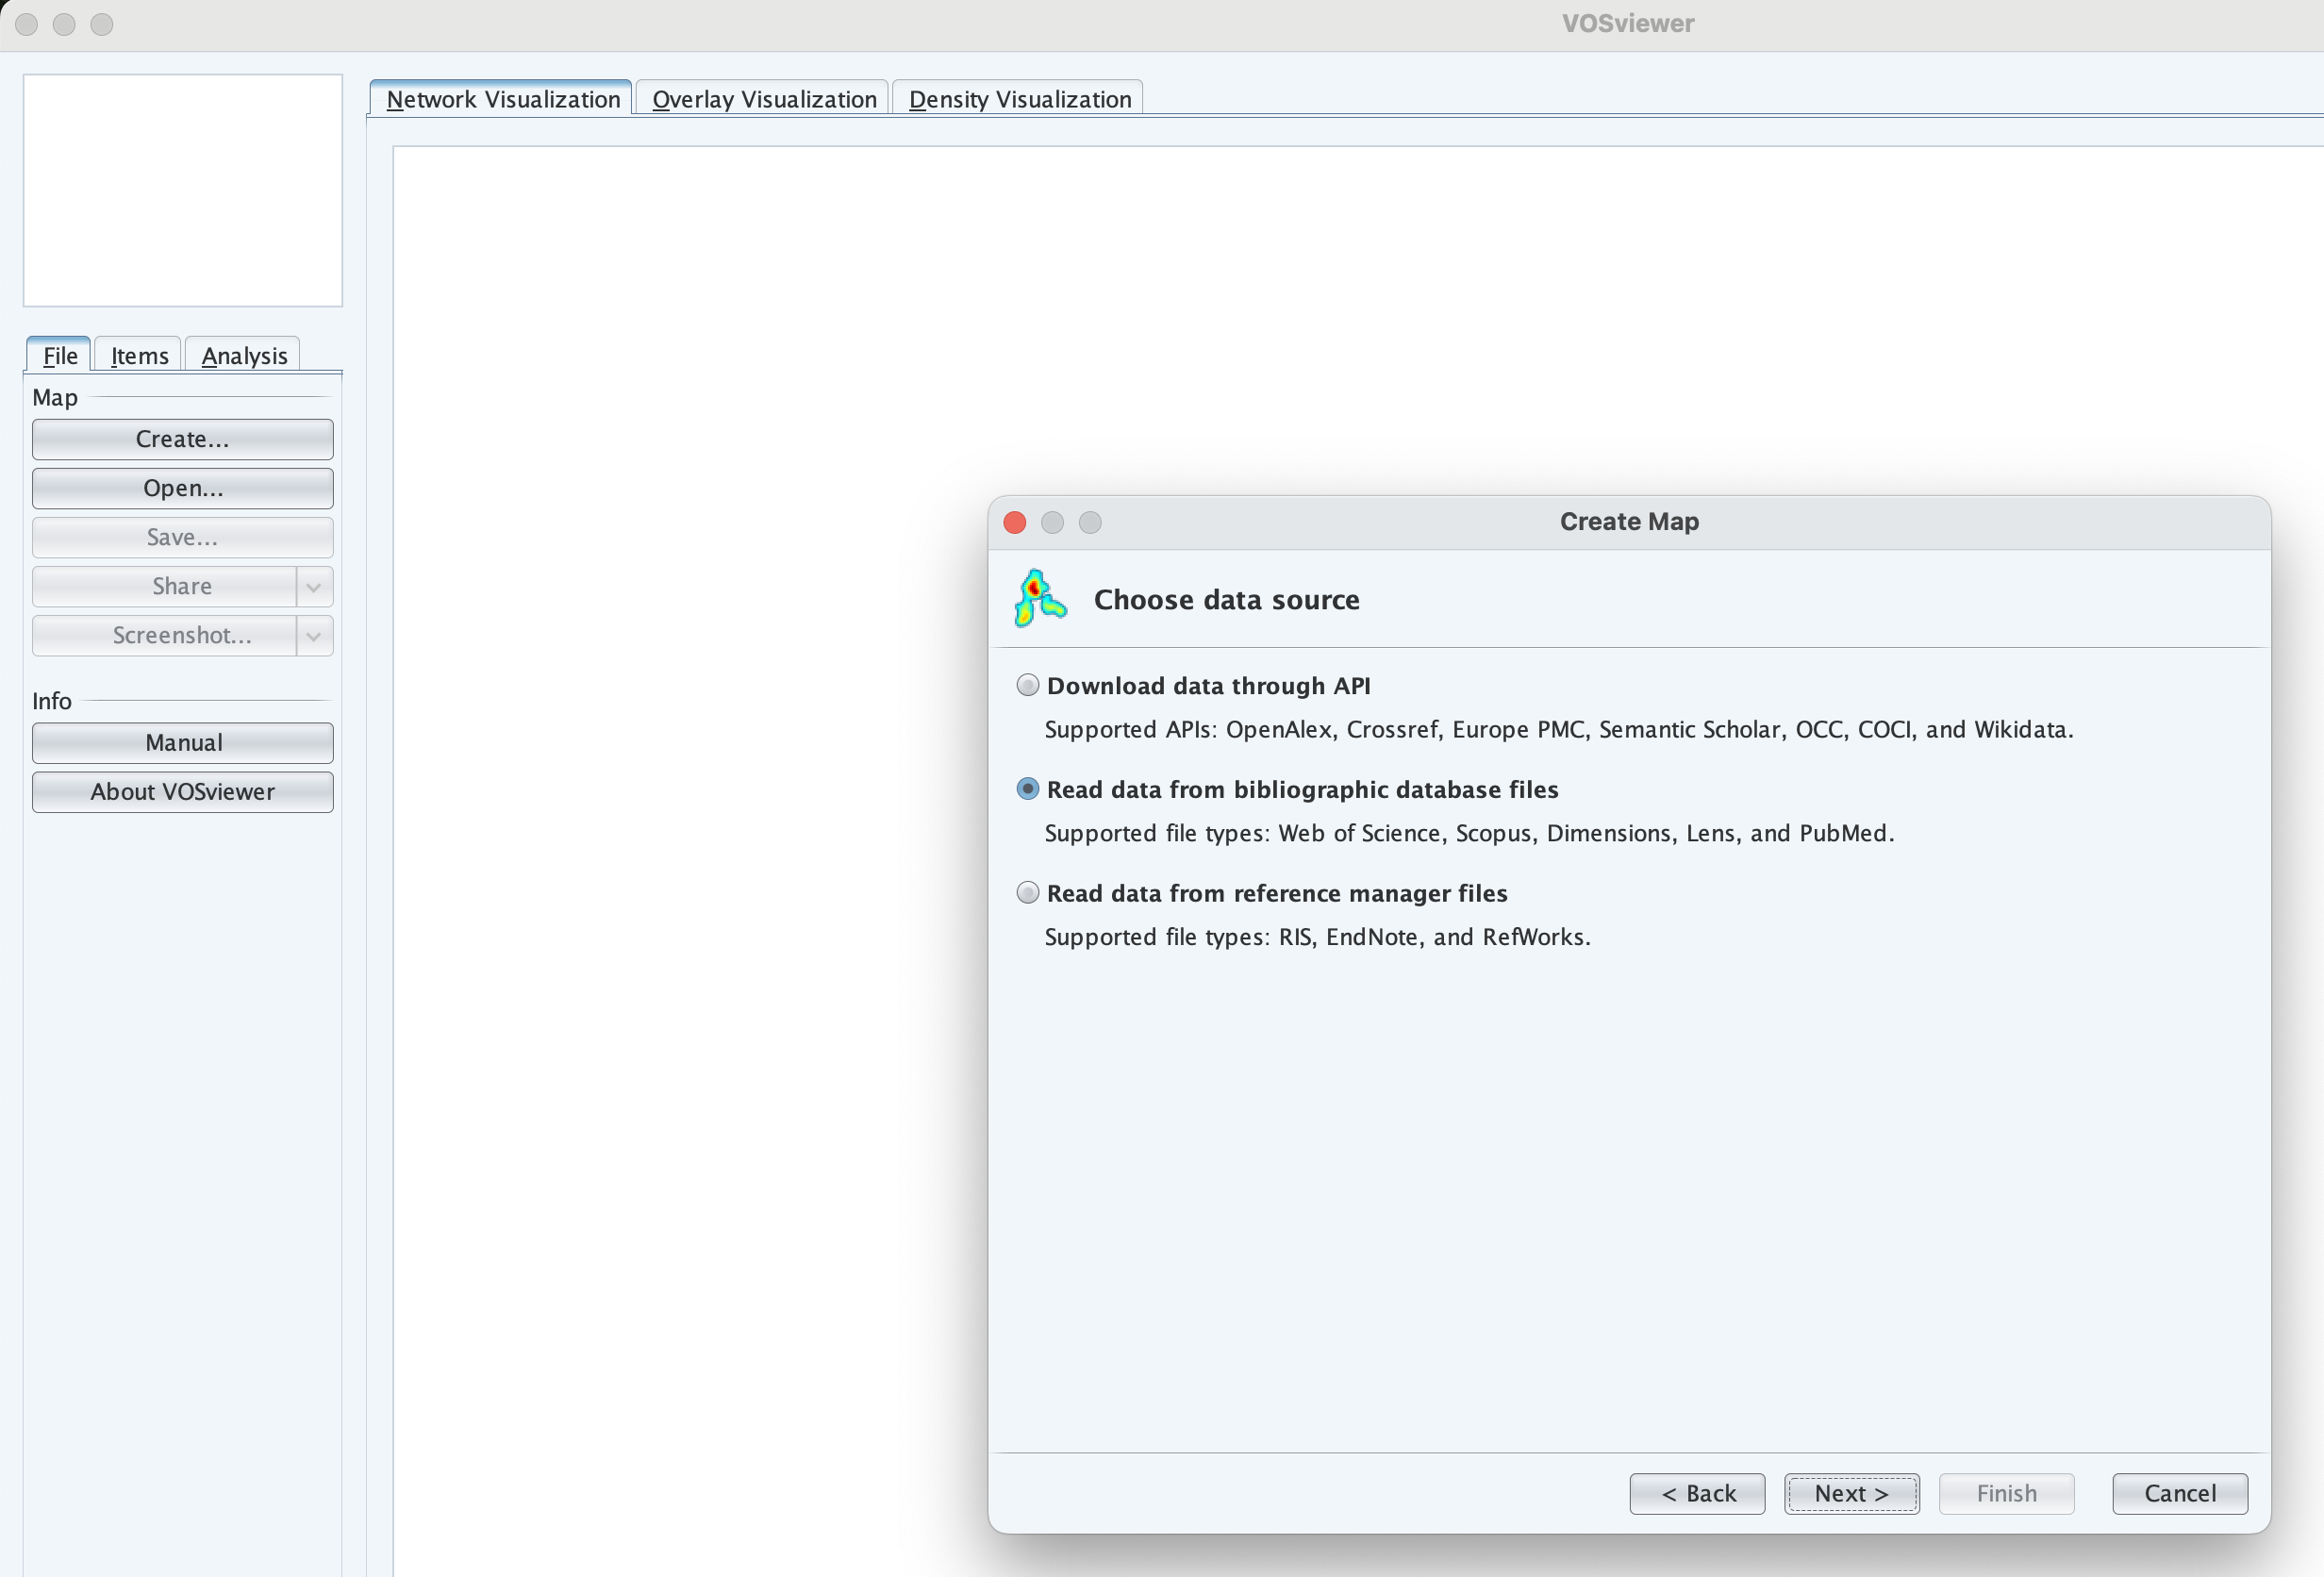 VOSviewer
Network Visualization
Overlay Visualization
Density Visualization
File
Items
Analysis
Map
Create...
Open...
Save...
Share
Screenshot...
Info
Manual
About VOSviewer
Create Map
Choose data source
Download data through API
Supported APIs: OpenAlex, Crossref, Europe PMC, Semantic Scholar, OCC, COCI, and Wikidata.
Read data from bibliographic database files
Supported file types: Web of Science, Scopus, Dimensions, Lens, and PubMed.
Read data from reference manager files
Supported file types: RIS, EndNote, and RefWorks.
< Back
Next >
Finish
Cancel